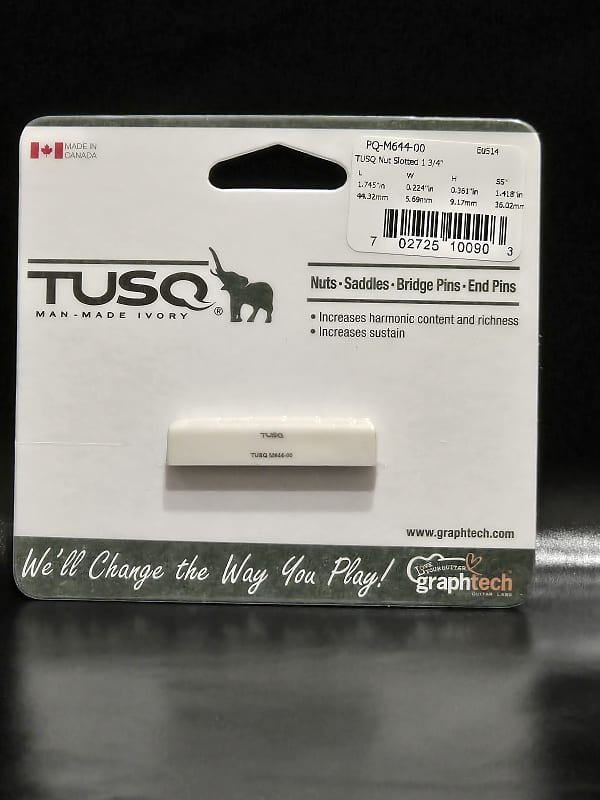 MADE IN
CANADA
PQ-M644-00 E0514
TUSQ Nut Slotted 1 3/4"
L W H SS"
1.745"in 0.224"in 0.361"in 1.418"in
44.32mm 5.69mm 9.17mm 36.02mm
7 02725 10090 3
TUSQ®
MAN-MADE IVORY
Nuts • Saddles • Bridge Pins • End Pins
• Increases harmonic content and richness
• Increases sustain
TUSQ
TUSQ M644-00
www.graphtech.com
We'll Change the Way You Play!
LOVE
YOUR GUITAR
graphtech
GUITAR LABS